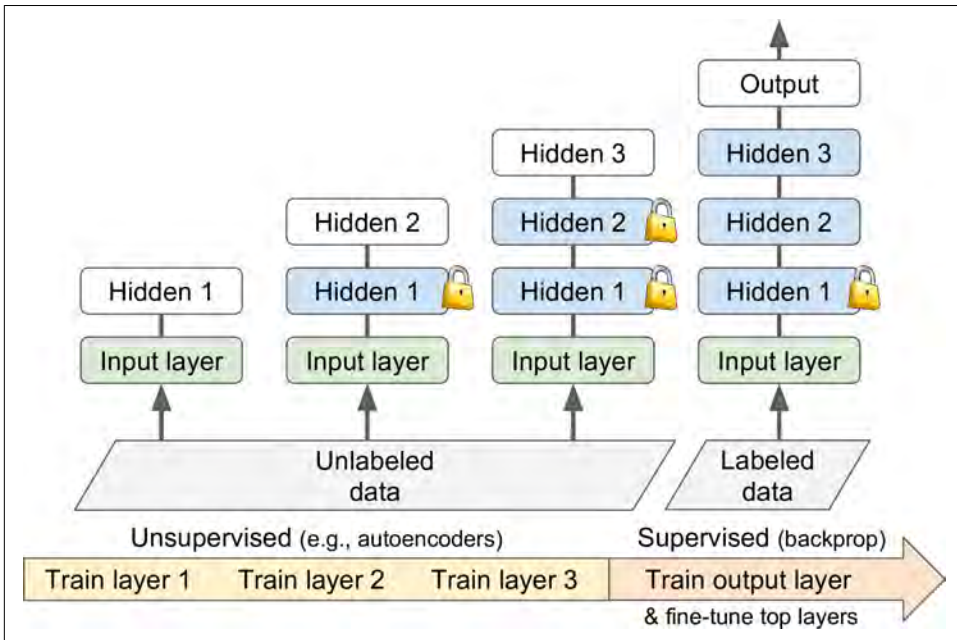 Hidden 1
Input layer
Hidden 2
Hidden 1
Input layer
Hidden 3
Hidden 2
Hidden 1
Input layer
Output
Hidden 3
Hidden 2
Hidden 1
Input layer
Unlabeled
data
Labeled
data
Unsupervised (e.g., autoencoders)
Supervised (backprop)
Train layer 1
Train layer 2
Train layer 3
Train output layer
& fine-tune top layers